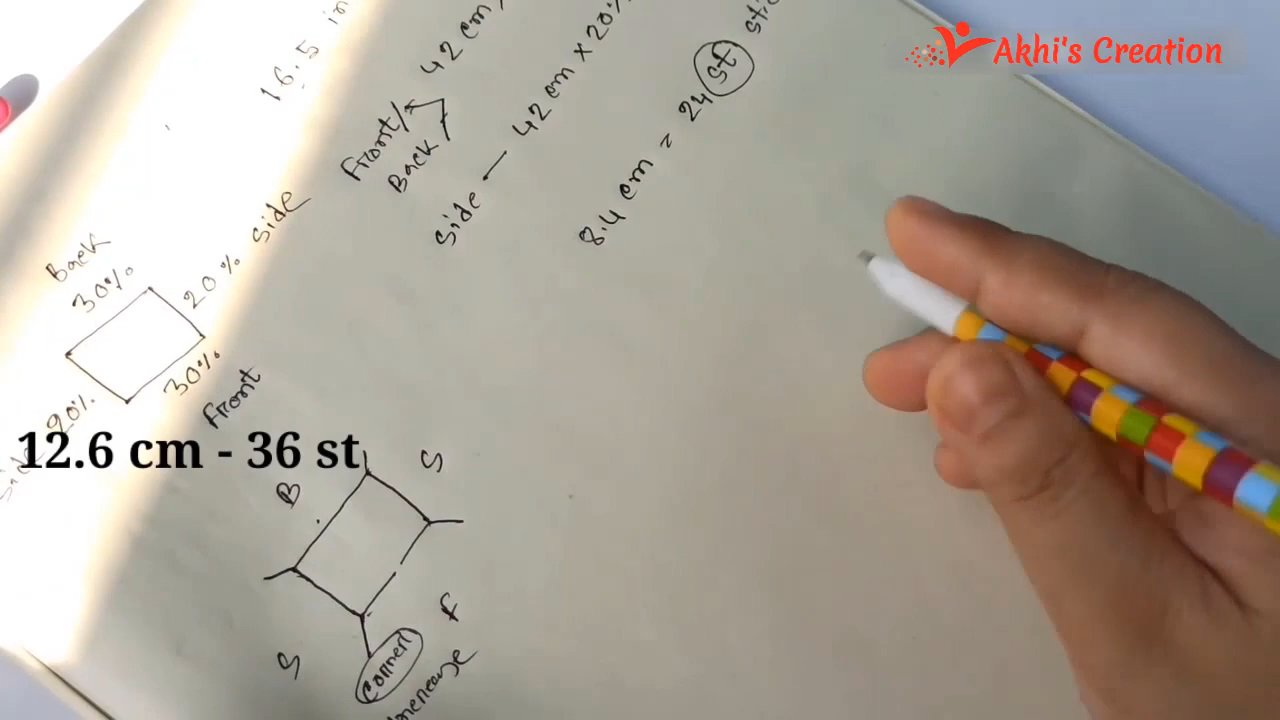 Akhi's Creation
16.5 in
Front/
Back
42 cm
Side — 42 cm × 20%
8.4 cm = 24 st
Back
30%
20% Side
30%
Front
20%
Side
12.6 cm - 36 st
B
S
S
F
corner